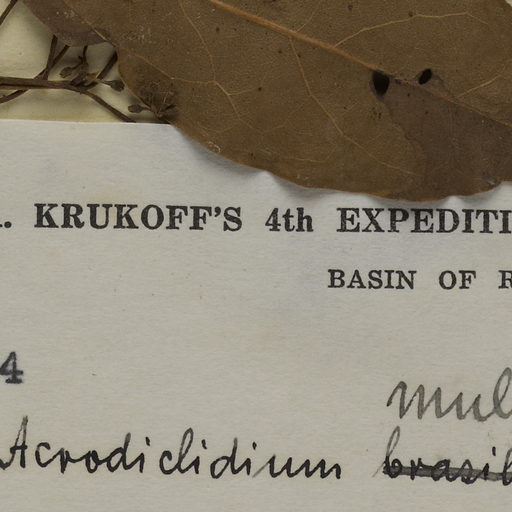 . KRUKOFF'S 4th EXPEDITI
BASIN OF R
4
mul
Acrodiclidium brasil